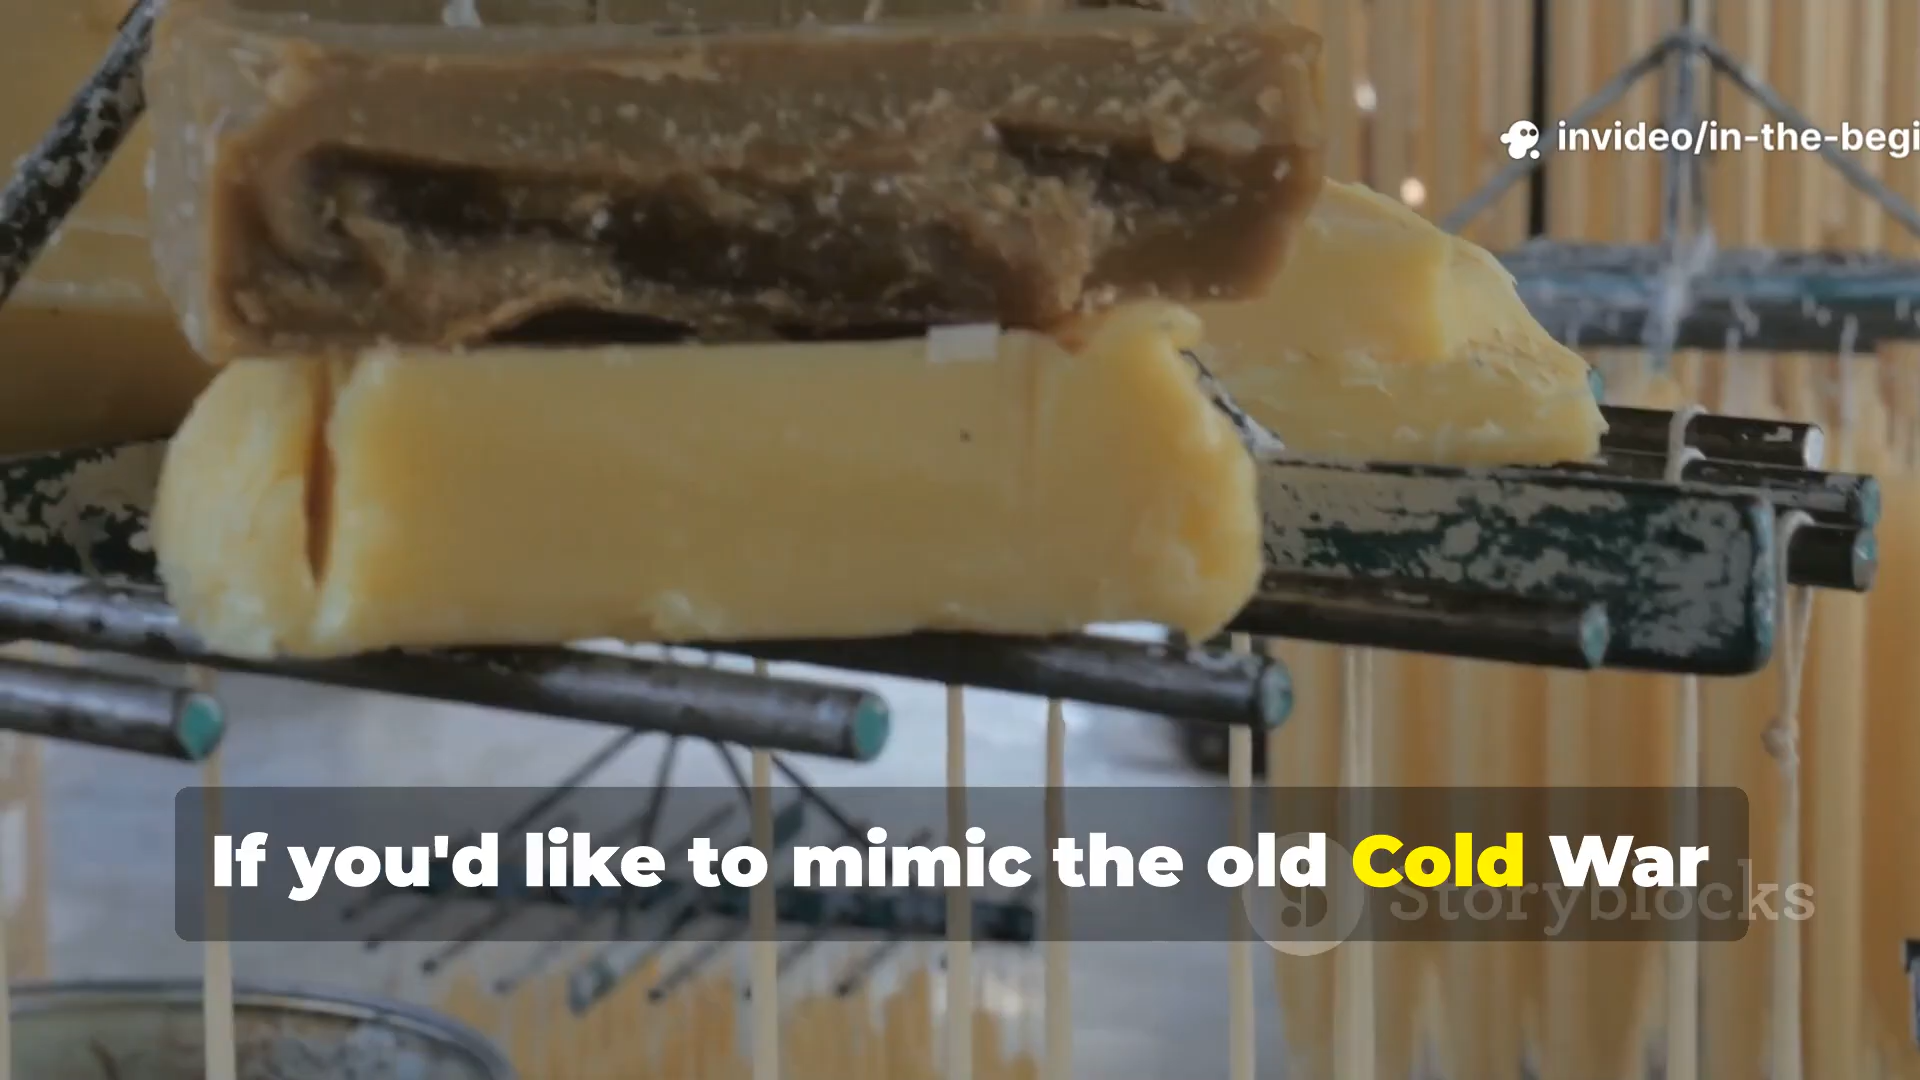 invideo/in-the-begi
If you'd like to mimic the old Cold War
Storyblocks